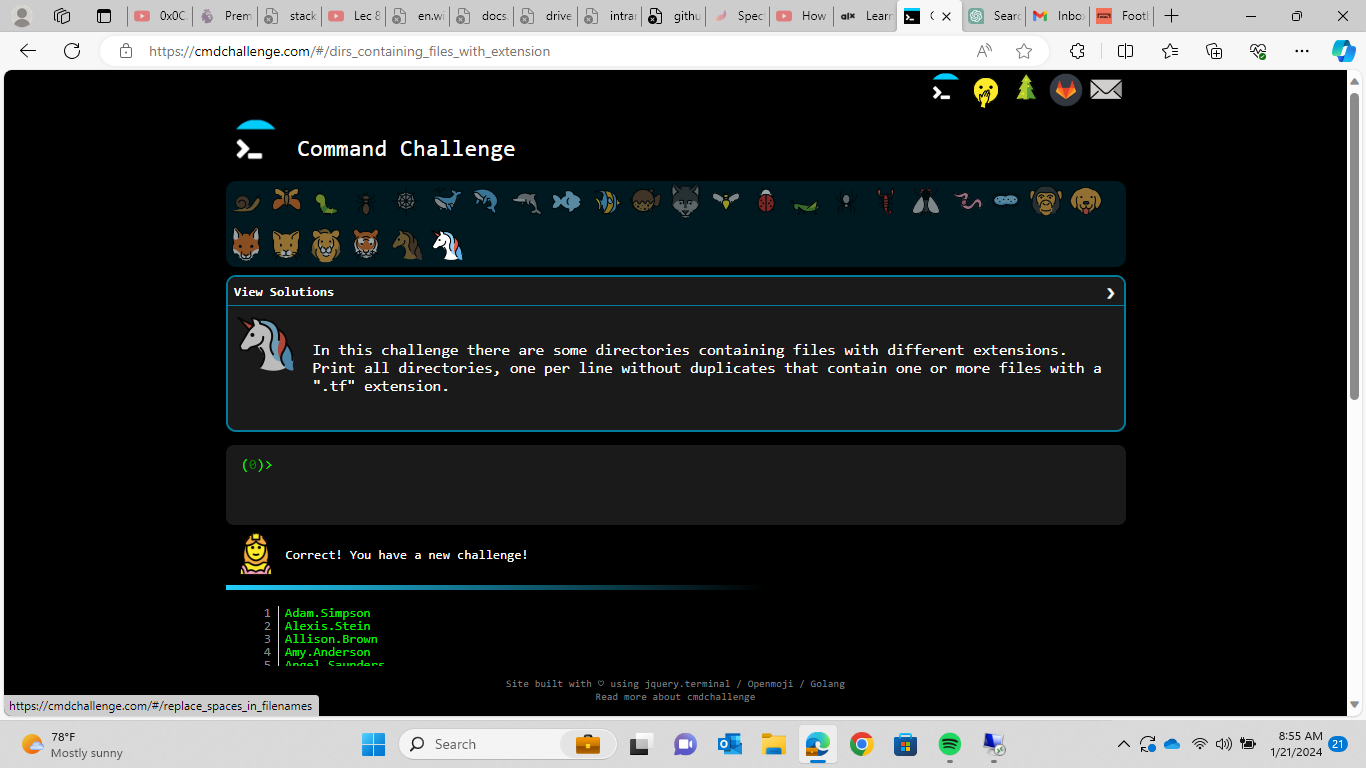 0x0C
Prem
stack
Lec 8
en.wi
docs.
drive
intran
githu
Spec
How
alx Learn
C
Searc
Inbo
Footl
https://cmdchallenge.com/#/dirs_containing_files_with_extension
Command Challenge
View Solutions
In this challenge there are some directories containing files with different extensions.
Print all directories, one per line without duplicates that contain one or more files with a
".tf" extension.
(0)>
Correct! You have a new challenge!
1 Adam.Simpson
2 Alexis.Stein
3 Allison.Brown
4 Amy.Anderson
5 Angel.Saunders
Site built with ♡ using jquery.terminal / Openmoji / Golang
Read more about cmdchallenge
https://cmdchallenge.com/#/replace_spaces_in_filenames
78°F
Mostly sunny
Search
8:55 AM
1/21/2024
21